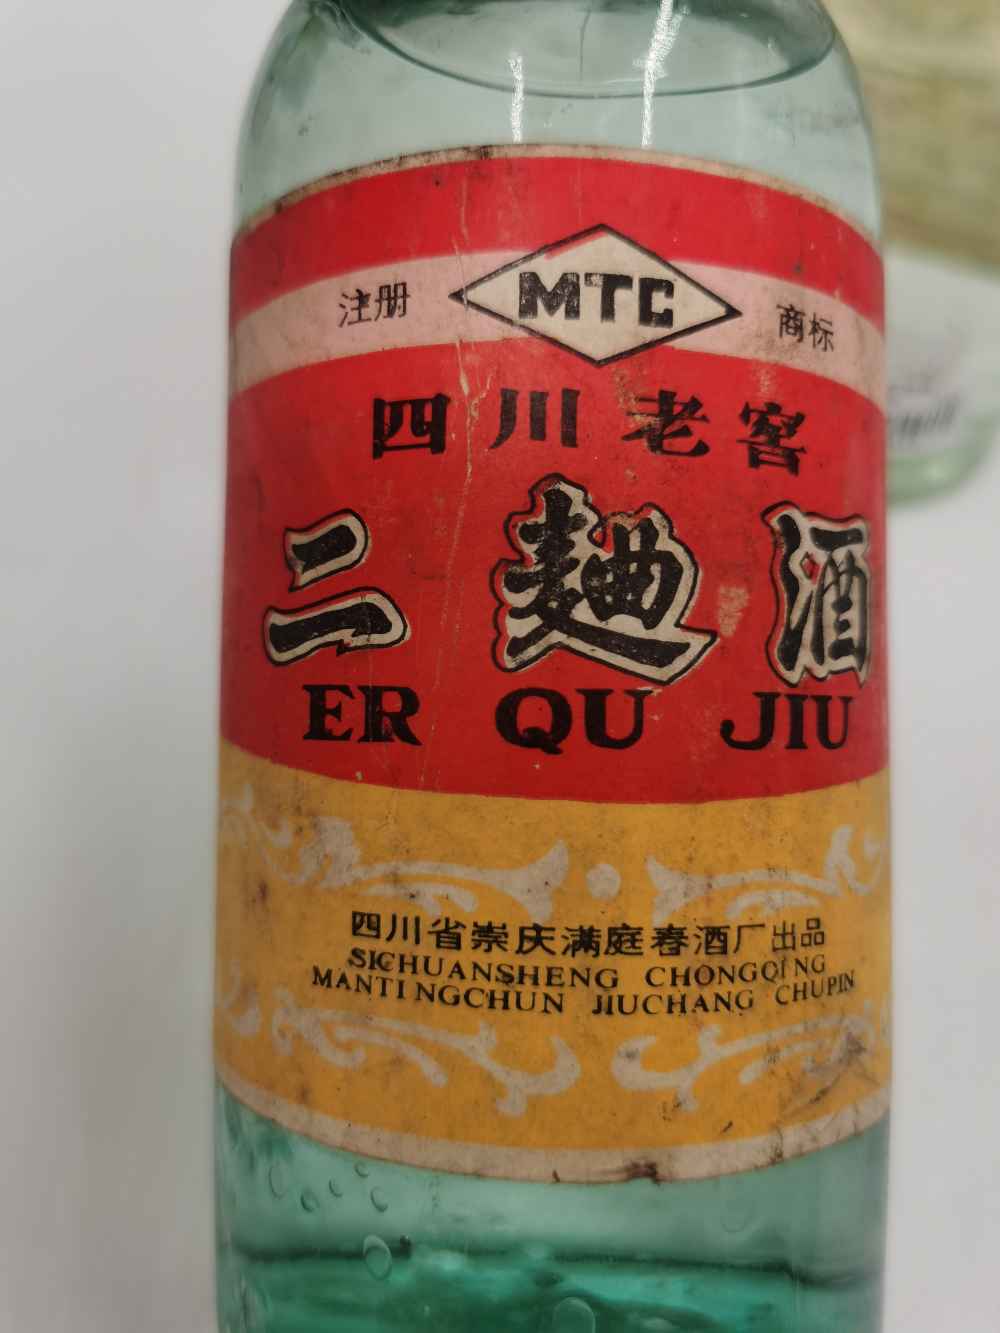 MTC
注册 商标
四川老窖
二麯酒
ER QU JIU
四川省崇庆满庭春酒厂出品
SICHUANSHENG CHONGQING
MANTINGCHUN JIUCHANG CHUPIN